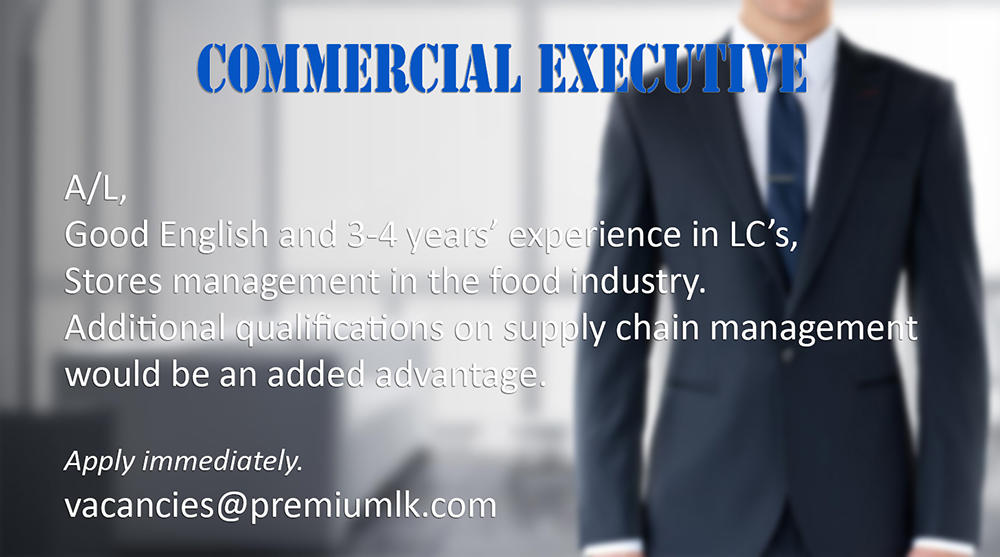 COMMERCIAL EXECUTIVE
A/L,
Good English and 3-4 years’ experience in LC’s,
Stores management in the food industry.
Additional qualifications on supply chain management
would be an added advantage.
Apply immediately.
vacancies@premiumlk.com